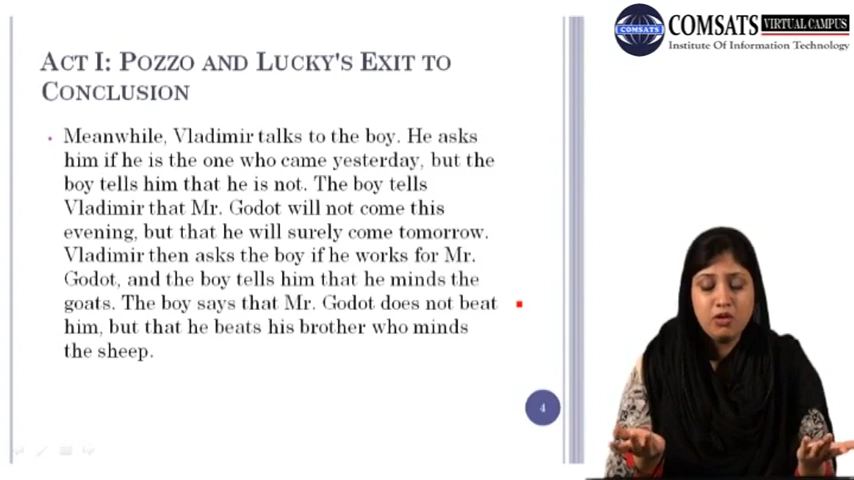 ACT I: POZZO AND LUCKY'S EXIT TO
CONCLUSION
Meanwhile, Vladimir talks to the boy. He asks
him if he is the one who came yesterday, but the
boy tells him that he is not. The boy tells
Vladimir that Mr. Godot will not come this
evening, but that he will surely come tomorrow.
Vladimir then asks the boy if he works for Mr.
Godot, and the boy tells him that he minds the
goats. The boy says that Mr. Godot does not beat
him, but that he beats his brother who minds
the sheep.
4
COMSATS
COMSATS VIRTUAL CAMPUS
Institute Of Information Technology